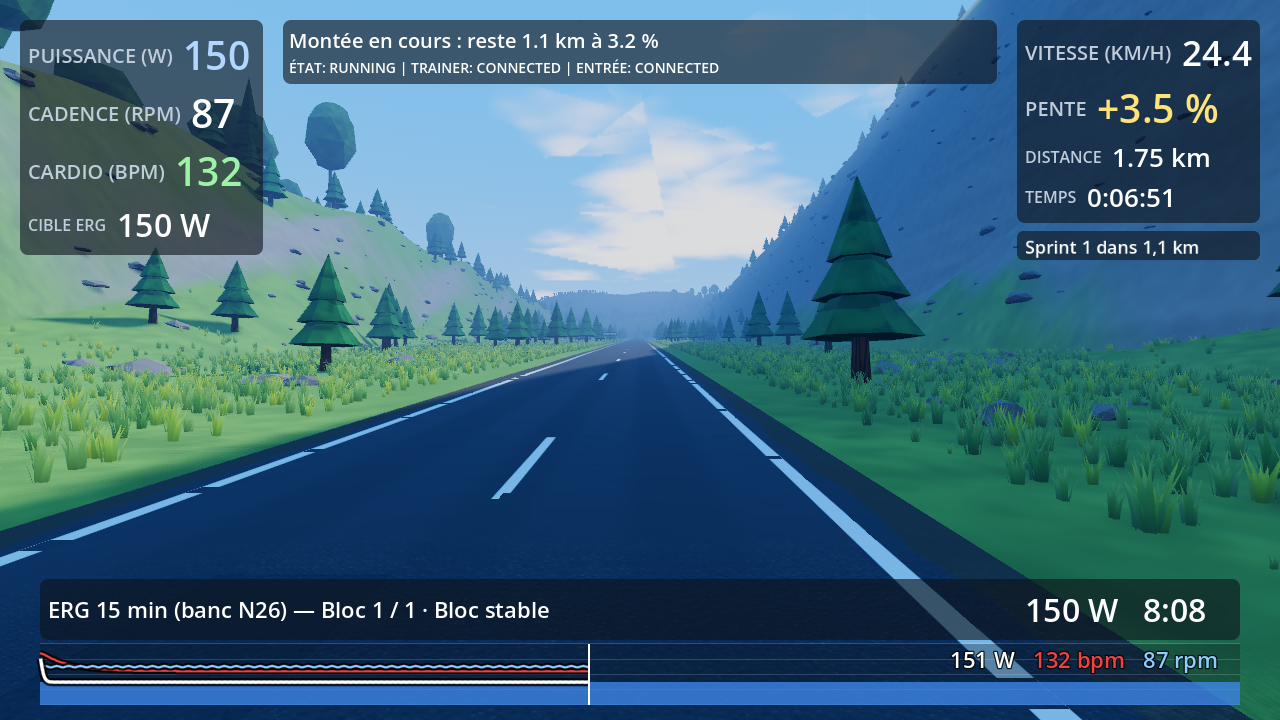 PUISSANCE (W) 150
CADENCE (RPM) 87
CARDIO (BPM) 132
CIBLE ERG 150 W
Montée en cours : reste 1.1 km à 3.2 %
ÉTAT: RUNNING | TRAINER: CONNECTED | ENTRÉE: CONNECTED
VITESSE (KM/H) 24.4
PENTE +3.5 %
DISTANCE 1.75 km
TEMPS 0:06:51
Sprint 1 dans 1,1 km
ERG 15 min (banc N26) — Bloc 1 / 1 · Bloc stable 150 W 8:08
151 W 132 bpm 87 rpm